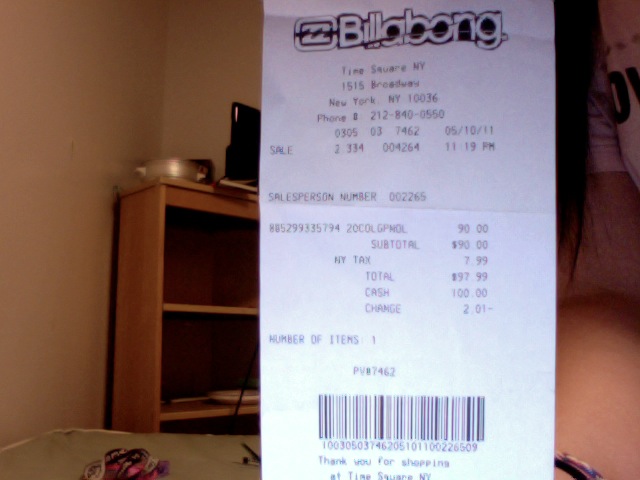 Billabong
Time Square NY
1515 Broadway
New York, NY 10036
Phone # 212-840-0550
0305 03 7462 05/10/11
SALE 2 334 004264 11:19 PM
SALESPERSON NUMBER 002265
885299335794 20COLGPNOL 90.00
SUBTOTAL $90.00
NY TAX 7.99
TOTAL $97.99
CASH 100.00
CHANGE 2.01-
NUMBER OF ITEMS: 1
PV#7462
10030503746205101100226509
Thank you for shopping
at Time Square NY